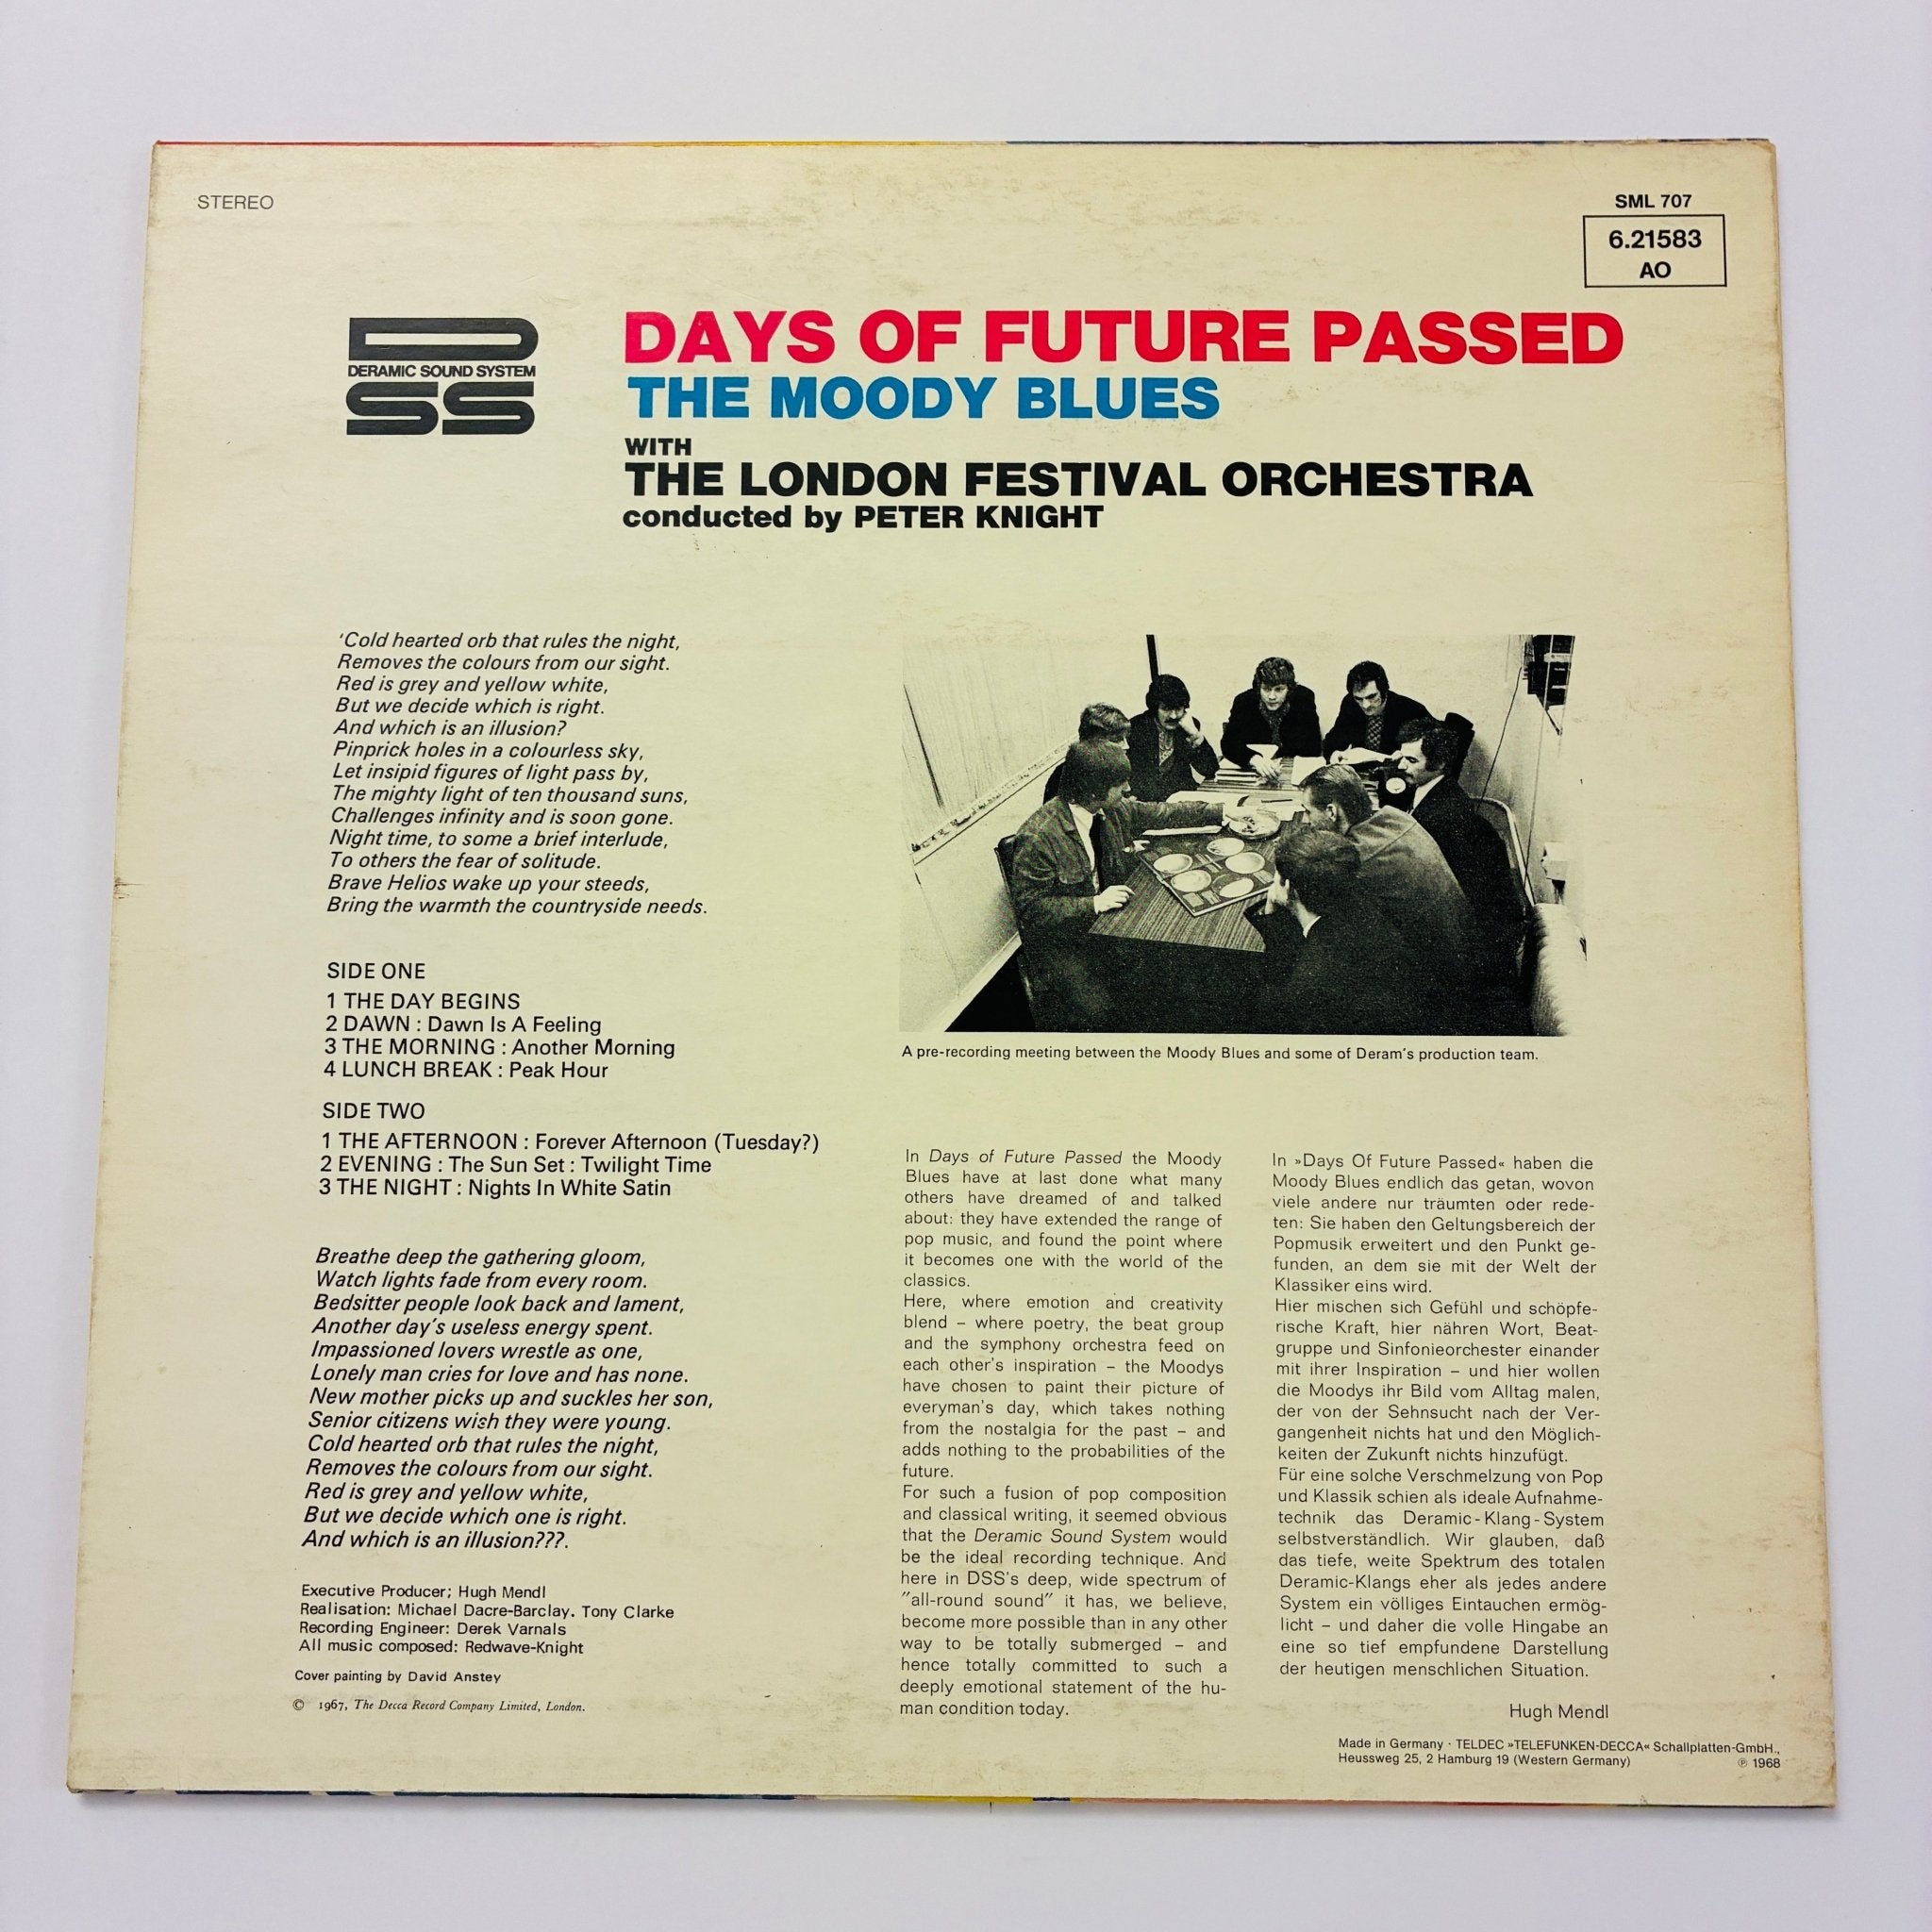 STEREO
SML 707
6.21583
AO
DERAMIC SOUND SYSTEM
DSS
DAYS OF FUTURE PASSED
THE MOODY BLUES
WITH
THE LONDON FESTIVAL ORCHESTRA
conducted by PETER KNIGHT
‘Cold hearted orb that rules the night,
Removes the colours from our sight.
Red is grey and yellow white,
But we decide which is right.
And which is an illusion?
Pinprick holes in a colourless sky,
Let insipid figures of light pass by,
The mighty light of ten thousand suns,
Challenges infinity and is soon gone.
Night time, to some a brief interlude,
To others the fear of solitude.
Brave Helios wake up your steeds,
Bring the warmth the countryside needs.
SIDE ONE
1 THE DAY BEGINS
2 DAWN : Dawn Is A Feeling
3 THE MORNING : Another Morning
4 LUNCH BREAK : Peak Hour
SIDE TWO
1 THE AFTERNOON : Forever Afternoon (Tuesday?)
2 EVENING : The Sun Set : Twilight Time
3 THE NIGHT : Nights In White Satin
Breathe deep the gathering gloom,
Watch lights fade from every room.
Bedsitter people look back and lament,
Another day's useless energy spent.
Impassioned lovers wrestle as one,
Lonely man cries for love and has none.
New mother picks up and suckles her son,
Senior citizens wish they were young.
Cold hearted orb that rules the night,
Removes the colours from our sight.
Red is grey and yellow white,
But we decide which one is right.
And which is an illusion???.
Executive Producer; Hugh Mendl
Realisation: Michael Dacre-Barclay. Tony Clarke
Recording Engineer: Derek Varnals
All music composed: Redwave-Knight
Cover painting by David Anstey
© 1967, The Decca Record Company Limited, London.
A pre-recording meeting between the Moody Blues and some of Deram's production team.
In Days of Future Passed the Moody
Blues have at last done what many
others have dreamed of and talked
about: they have extended the range of
pop music, and found the point where
it becomes one with the world of the
classics.
Here, where emotion and creativity
blend – where poetry, the beat group
and the symphony orchestra feed on
each other's inspiration – the Moodys
have chosen to paint their picture of
everyman's day, which takes nothing
from the nostalgia for the past – and
adds nothing to the probabilities of the
future.
For such a fusion of pop composition
and classical writing, it seemed obvious
that the Deramic Sound System would
be the ideal recording technique. And
here in DSS's deep, wide spectrum of
"all-round sound" it has, we believe,
become more possible than in any other
way to be totally submerged – and
hence totally committed to such a
deeply emotional statement of the hu-
man condition today.
In »Days Of Future Passed« haben die
Moody Blues endlich das getan, wovon
viele andere nur träumten oder rede-
ten: Sie haben den Geltungsbereich der
Popmusik erweitert und den Punkt ge-
funden, an dem sie mit der Welt der
Klassiker eins wird.
Hier mischen sich Gefühl und schöpfe-
rische Kraft, hier nähren Wort, Beat-
gruppe und Sinfonieorchester einander
mit ihrer Inspiration – und hier wollen
die Moodys ihr Bild vom Alltag malen,
der von der Sehnsucht nach der Ver-
gangenheit nichts hat und den Möglich-
keiten der Zukunft nichts hinzufügt.
Für eine solche Verschmelzung von Pop
und Klassik schien als ideale Aufnahme-
technik das Deramic-Klang-System
selbstverständlich. Wir glauben, daß
das tiefe, weite Spektrum des totalen
Deramic-Klangs eher als jedes andere
System ein völliges Eintauchen ermög-
licht – und daher die volle Hingabe an
eine so tief empfundene Darstellung
der heutigen menschlichen Situation.
Hugh Mendl
Made in Germany · TELDEC »TELEFUNKEN-DECCA« Schallplatten-GmbH.,
Heussweg 25, 2 Hamburg 19 (Western Germany) ℗ 1968